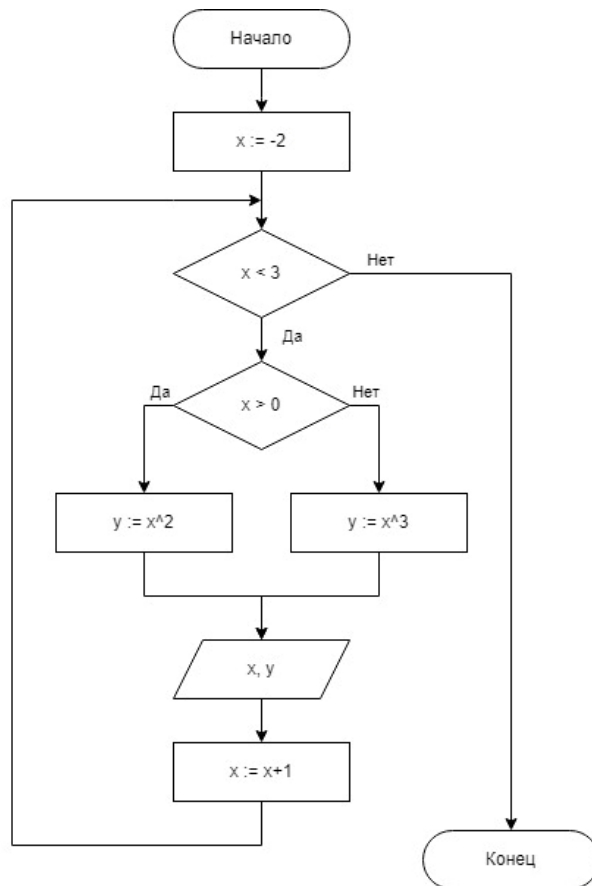 Начало
x := -2
x < 3
Нет
Да
Да
x > 0
Нет
y := x^2
y := x^3
x, y
x := x+1
Конец